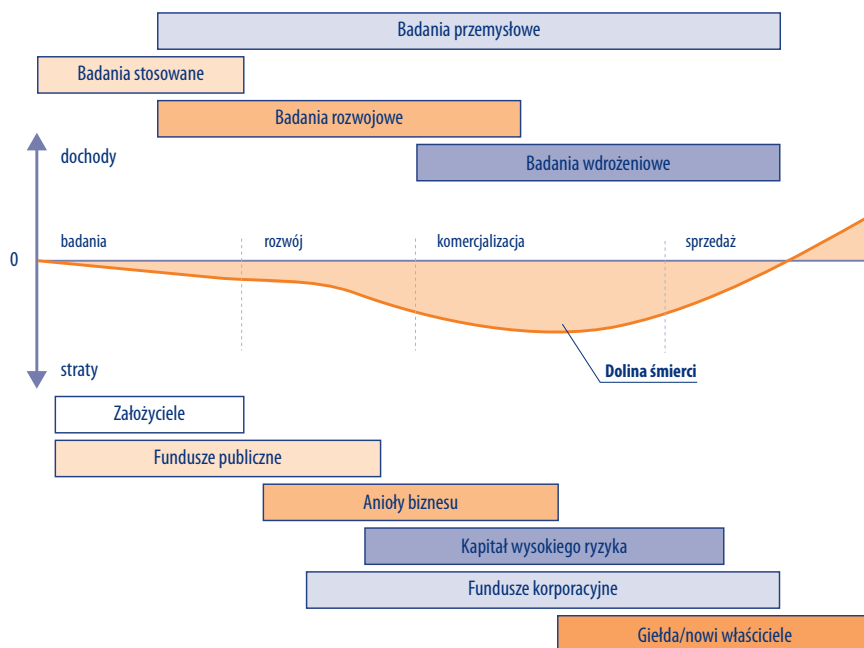 Badania przemysłowe
Badania stosowane
Badania rozwojowe
dochody
Badania wdrożeniowe
badania
rozwój
komercjalizacja
sprzedaż
0
straty
Dolina śmierci
Założyciele
Fundusze publiczne
Anioły biznesu
Kapitał wysokiego ryzyka
Fundusze korporacyjne
Giełda/nowi właściciele